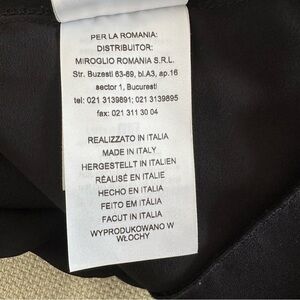 PER LA ROMANIA:
DISTRIBUITOR:
MIROGLIO ROMANIA S.R.L.
Str. Buzesti 63-69, bl.A3, ap.16
sector 1, Bucuresti
tel: 021 3139891; 021 3139895
fax: 021 311 30 04
REALIZZATO IN ITALIA
MADE IN ITALY
HERGESTELLT IN ITALIEN
RÉALISÉ EN ITALIE
HECHO EN ITALIA
FEITO EM ITÁLIA
FACUT IN ITALIA
WYPRODUKOWANO W
WŁOCHY